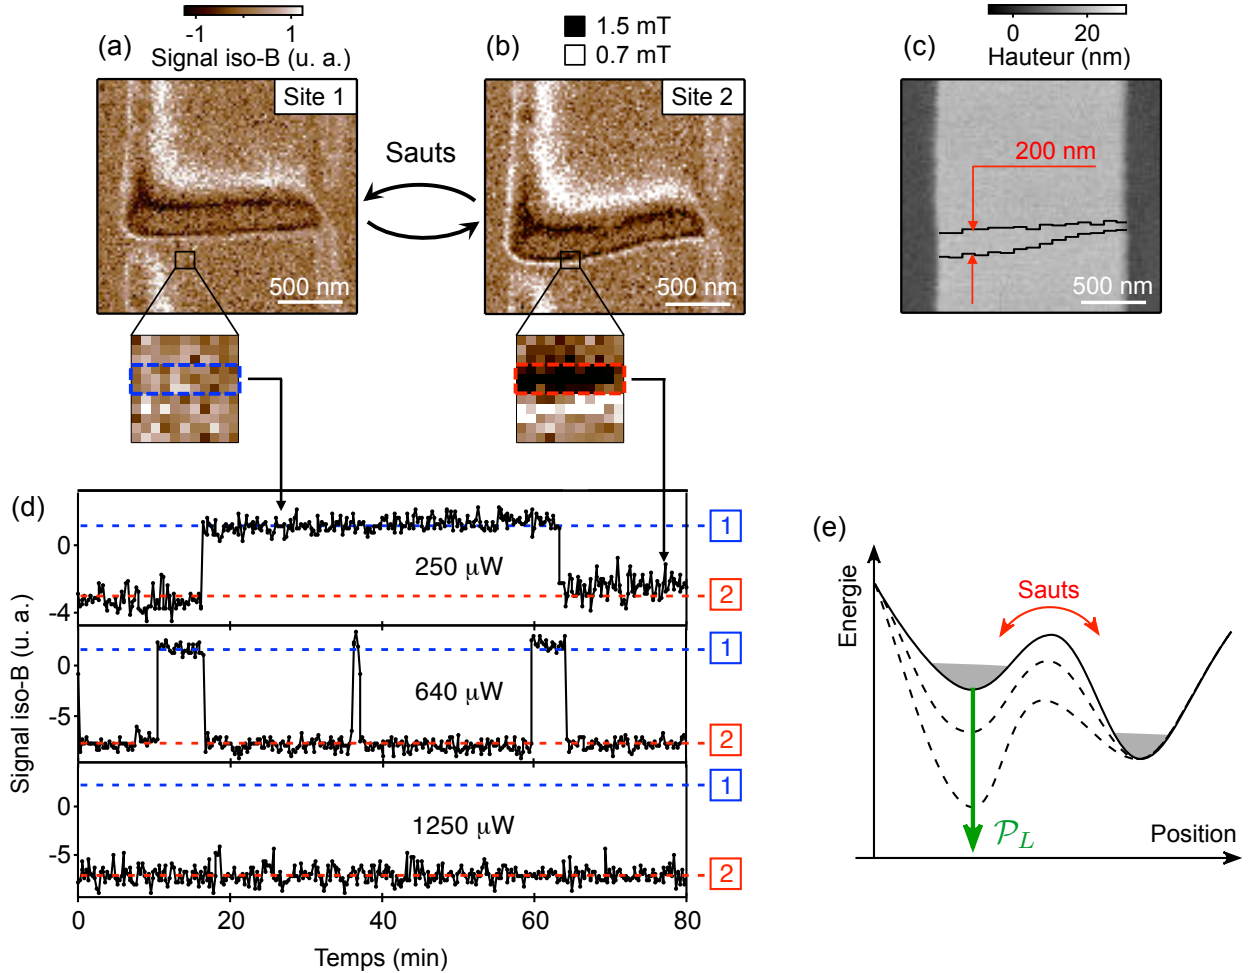 (a)
-1 1
Signal iso-B (u. a.)
Site 1
500 nm
Sauts
(b)
1.5 mT
0.7 mT
Site 2
500 nm
(c)
0 20
Hauteur (nm)
200 nm
500 nm
(d)
Signal iso-B (u. a.)
0
-4
250 µW
1
2
0
-5
640 µW
1
2
0
-5
1250 µW
1
2
0 20 40 60 80
Temps (min)
(e)
Energie
Sauts
𝒫L
Position